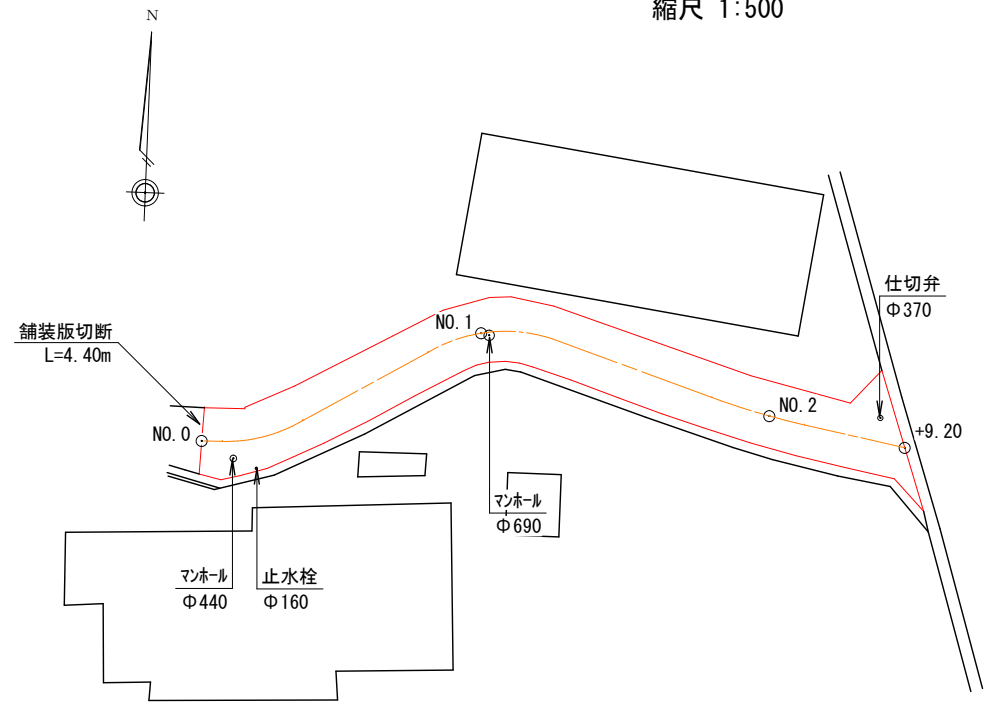 縮尺 1:500
N
仕切弁
Φ370
NO.1
舗装版切断
L=4.40m
NO.2
NO.0
+9.20
マンホール
Φ690
マンホール
Φ440
止水栓
Φ160